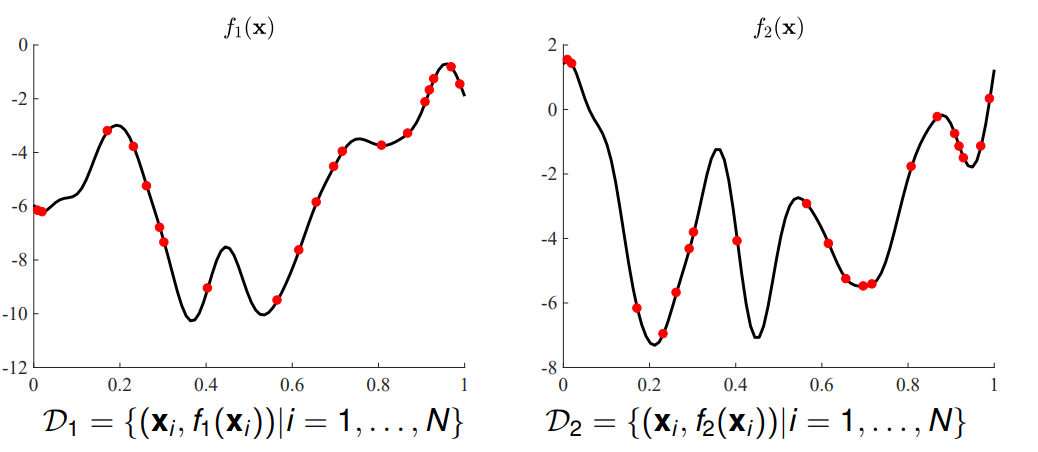 f₁(𝐱)
0
-2
-4
-6
-8
-10
-12
0 0.2 0.4 0.6 0.8 1
𝒟₁ = {(𝐱ᵢ, f₁(𝐱ᵢ))|i = 1, . . . , N}
f₂(𝐱)
2
0
-2
-4
-6
-8
0 0.2 0.4 0.6 0.8 1
𝒟₂ = {(𝐱ᵢ, f₂(𝐱ᵢ))|i = 1, . . . , N}